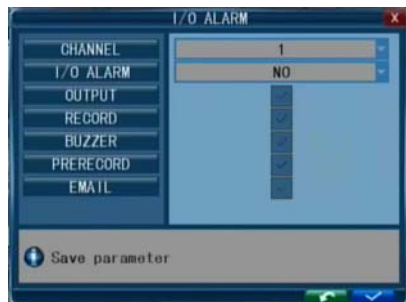 I/O ALARM
X
CHANNEL 1
I/O ALARM NO
OUTPUT
RECORD
BUZZER
PRERECORD
EMAIL
Save parameter